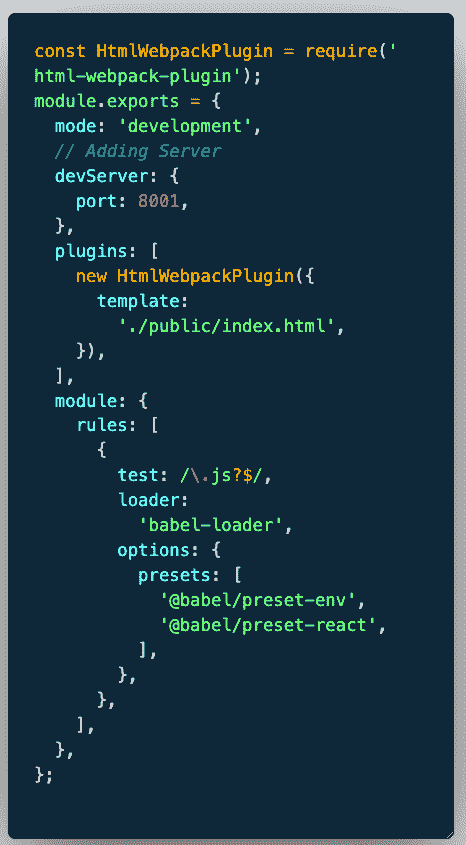 const HtmlWebpackPlugin = require('
html-webpack-plugin');
module.exports = {
  mode: 'development',
  // Adding Server
  devServer: {
    port: 8001,
  },
  plugins: [
    new HtmlWebpackPlugin({
      template:
        './public/index.html',
    }),
  ],
  module: {
    rules: [
      {
        test: /\.js?$/,
        loader:
          'babel-loader',
        options: {
          presets: [
            '@babel/preset-env',
            '@babel/preset-react',
          ],
        },
      },
    ],
  },
};